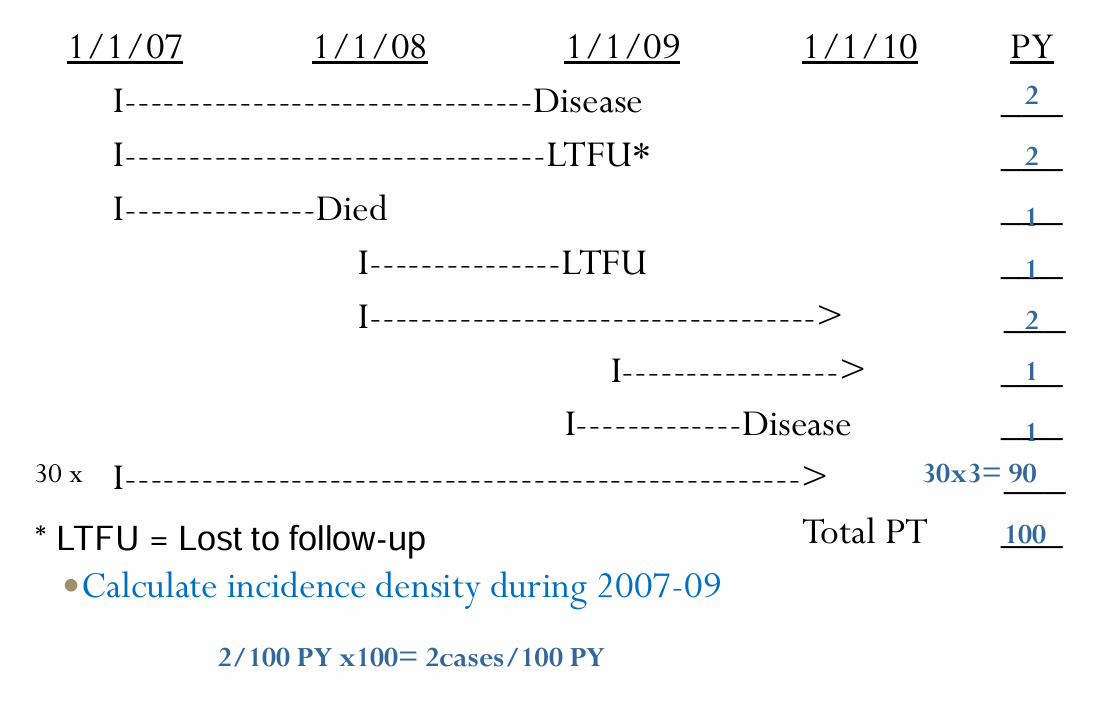 1/1/07 1/1/08 1/1/09 1/1/10 PY
I--------------------------------Disease 2
I---------------------------------LTFU* 2
I---------------Died 1
I---------------LTFU 1
I-----------------------------------> 2
I-----------------> 1
I-------------Disease 1
30 x I-----------------------------------------------------> 30x3= 90
* LTFU = Lost to follow-up Total PT 100
•Calculate incidence density during 2007-09
2/100 PY x100= 2cases/100 PY